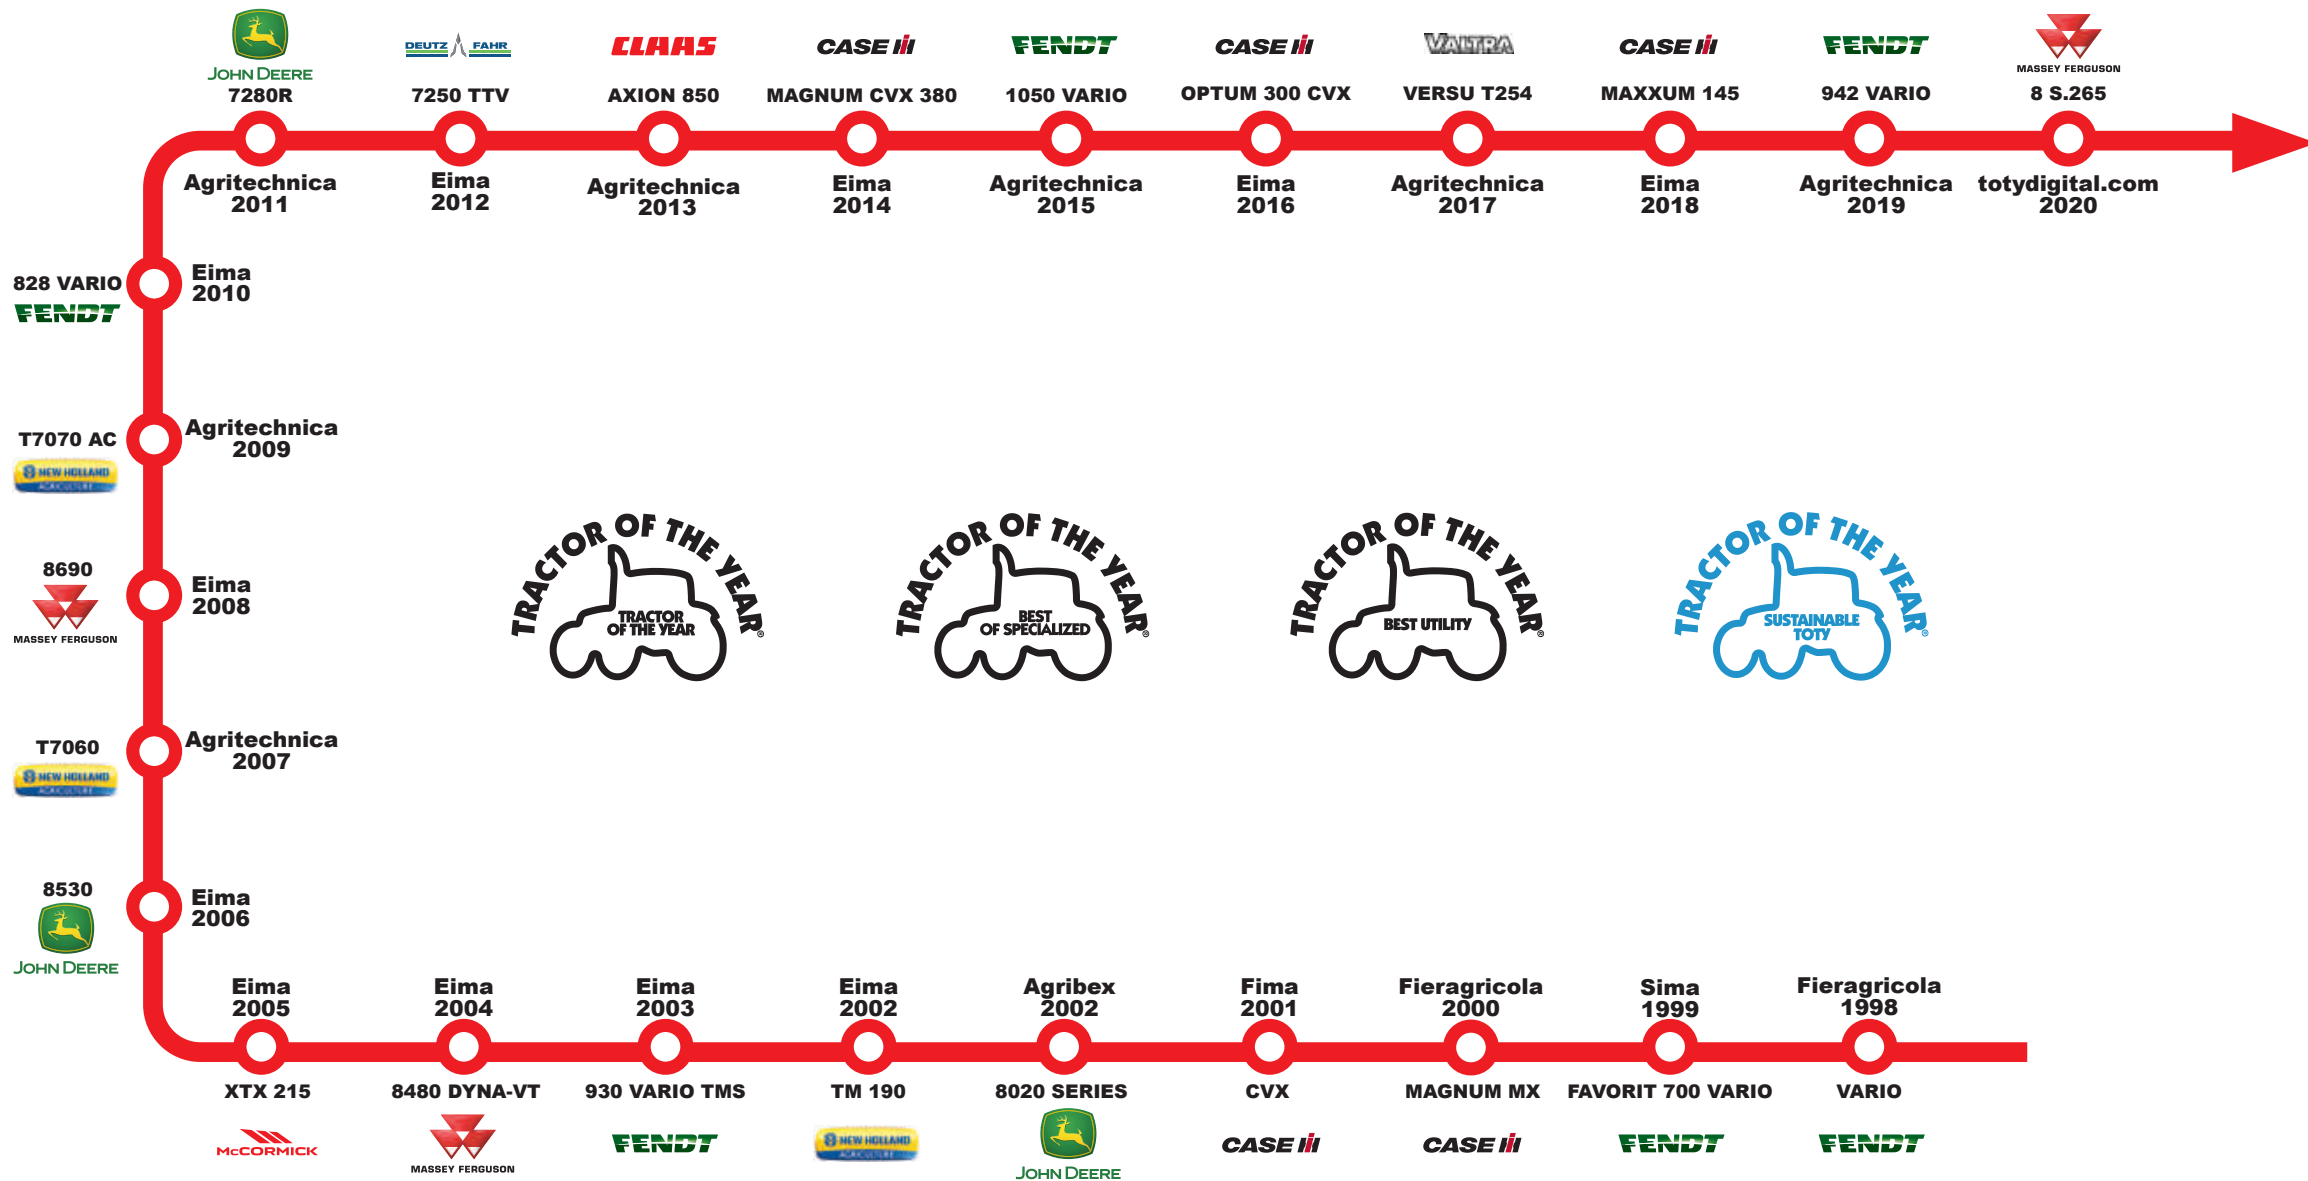 JOHN DEERE
7280R
Agritechnica
2011
DEUTZ FAHR
7250 TTV
Eima
2012
CLAAS
AXION 850
Agritechnica
2013
CASE IH
MAGNUM CVX 380
Eima
2014
FENDT
1050 VARIO
Agritechnica
2015
CASE IH
OPTUM 300 CVX
Eima
2016
VALTRA
VERSU T254
Agritechnica
2017
CASE IH
MAXXUM 145
Eima
2018
FENDT
942 VARIO
Agritechnica
2019
MASSEY FERGUSON
8 S.265
totydigital.com
2020
828 VARIO
FENDT
Eima
2010
T7070 AC
NEW HOLLAND
AGRICULTURE
Agritechnica
2009
8690
MASSEY FERGUSON
Eima
2008
T7060
NEW HOLLAND
AGRICULTURE
Agritechnica
2007
8530
JOHN DEERE
Eima
2006
TRACTOR OF THE YEAR®
TRACTOR
OF THE YEAR
TRACTOR OF THE YEAR®
BEST
OF SPECIALIZED
TRACTOR OF THE YEAR®
BEST UTILITY
TRACTOR OF THE YEAR®
SUSTAINABLE
TOTY
Eima
2005
XTX 215
McCORMICK
Eima
2004
8480 DYNA-VT
MASSEY FERGUSON
Eima
2003
930 VARIO TMS
FENDT
Eima
2002
TM 190
NEW HOLLAND
AGRICULTURE
Agribex
2002
8020 SERIES
JOHN DEERE
Fima
2001
CVX
CASE IH
Fieragricola
2000
MAGNUM MX
CASE IH
Sima
1999
FAVORIT 700 VARIO
FENDT
Fieragricola
1998
VARIO
FENDT